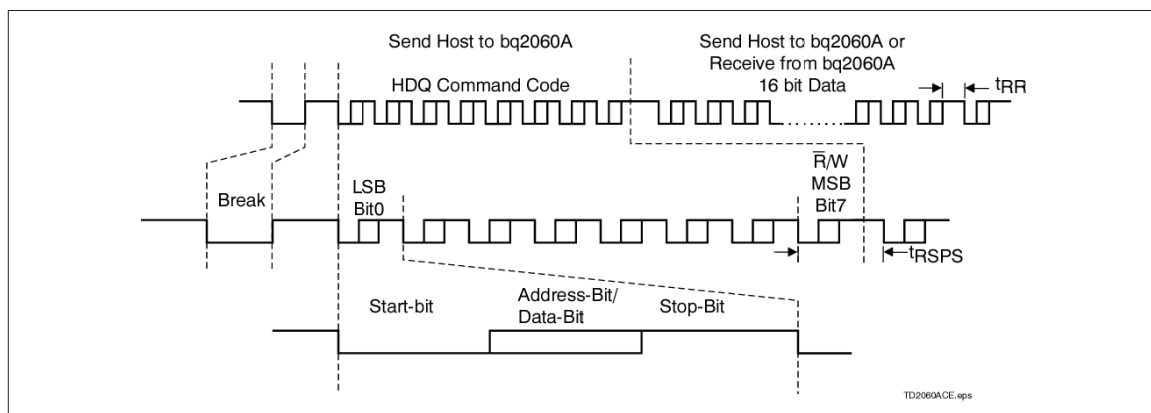 Send Host to bq2060A
Send Host to bq2060A or
Receive from bq2060A
16 bit Data
HDQ Command Code
tRR
Break
LSB
Bit0
R̅/W
MSB
Bit7
tRSPS
Start-bit
Address-Bit/
Data-Bit
Stop-Bit
TD2060ACE.eps